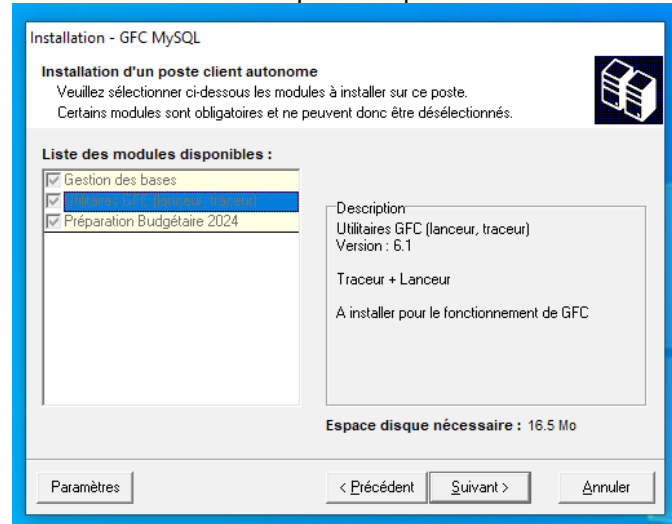 Installation - GFC MySQL
Installation d'un poste client autonome
Veuillez sélectionner ci-dessous les modules à installer sur ce poste.
Certains modules sont obligatoires et ne peuvent donc être désélectionnés.
Liste des modules disponibles :
Gestion des bases
Utilitaires GFC (lanceur, traceur)
Préparation Budgétaire 2024
Description
Utilitaires GFC (lanceur, traceur)
Version : 6.1
Traceur + Lanceur
A installer pour le fonctionnement de GFC
Espace disque nécessaire : 16.5 Mo
Paramètres
< Précédent
Suivant >
Annuler